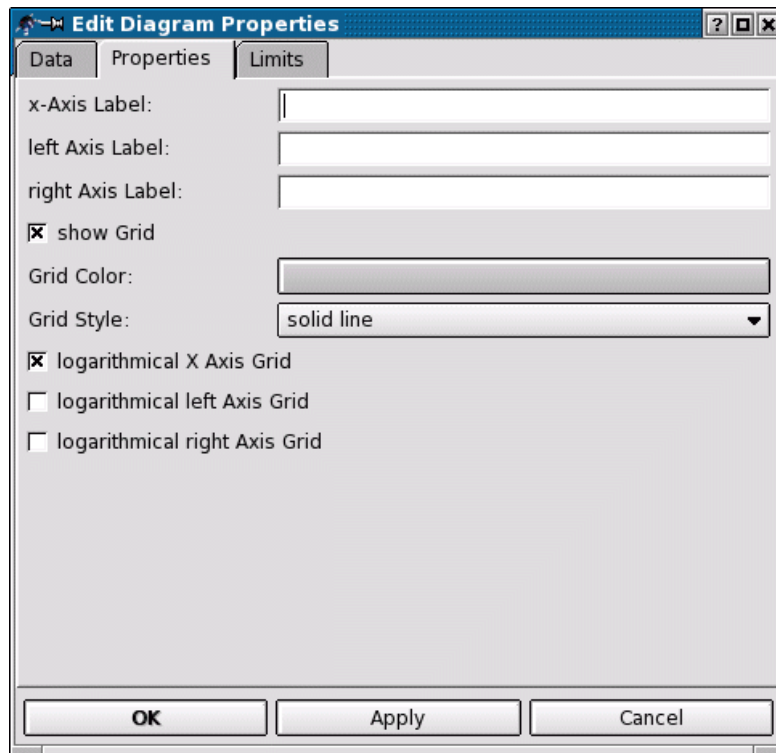 Edit Diagram Properties
Data Properties Limits
x-Axis Label:
left Axis Label:
right Axis Label:
show Grid
Grid Color:
Grid Style: solid line
logarithmical X Axis Grid
logarithmical left Axis Grid
logarithmical right Axis Grid
OK Apply Cancel